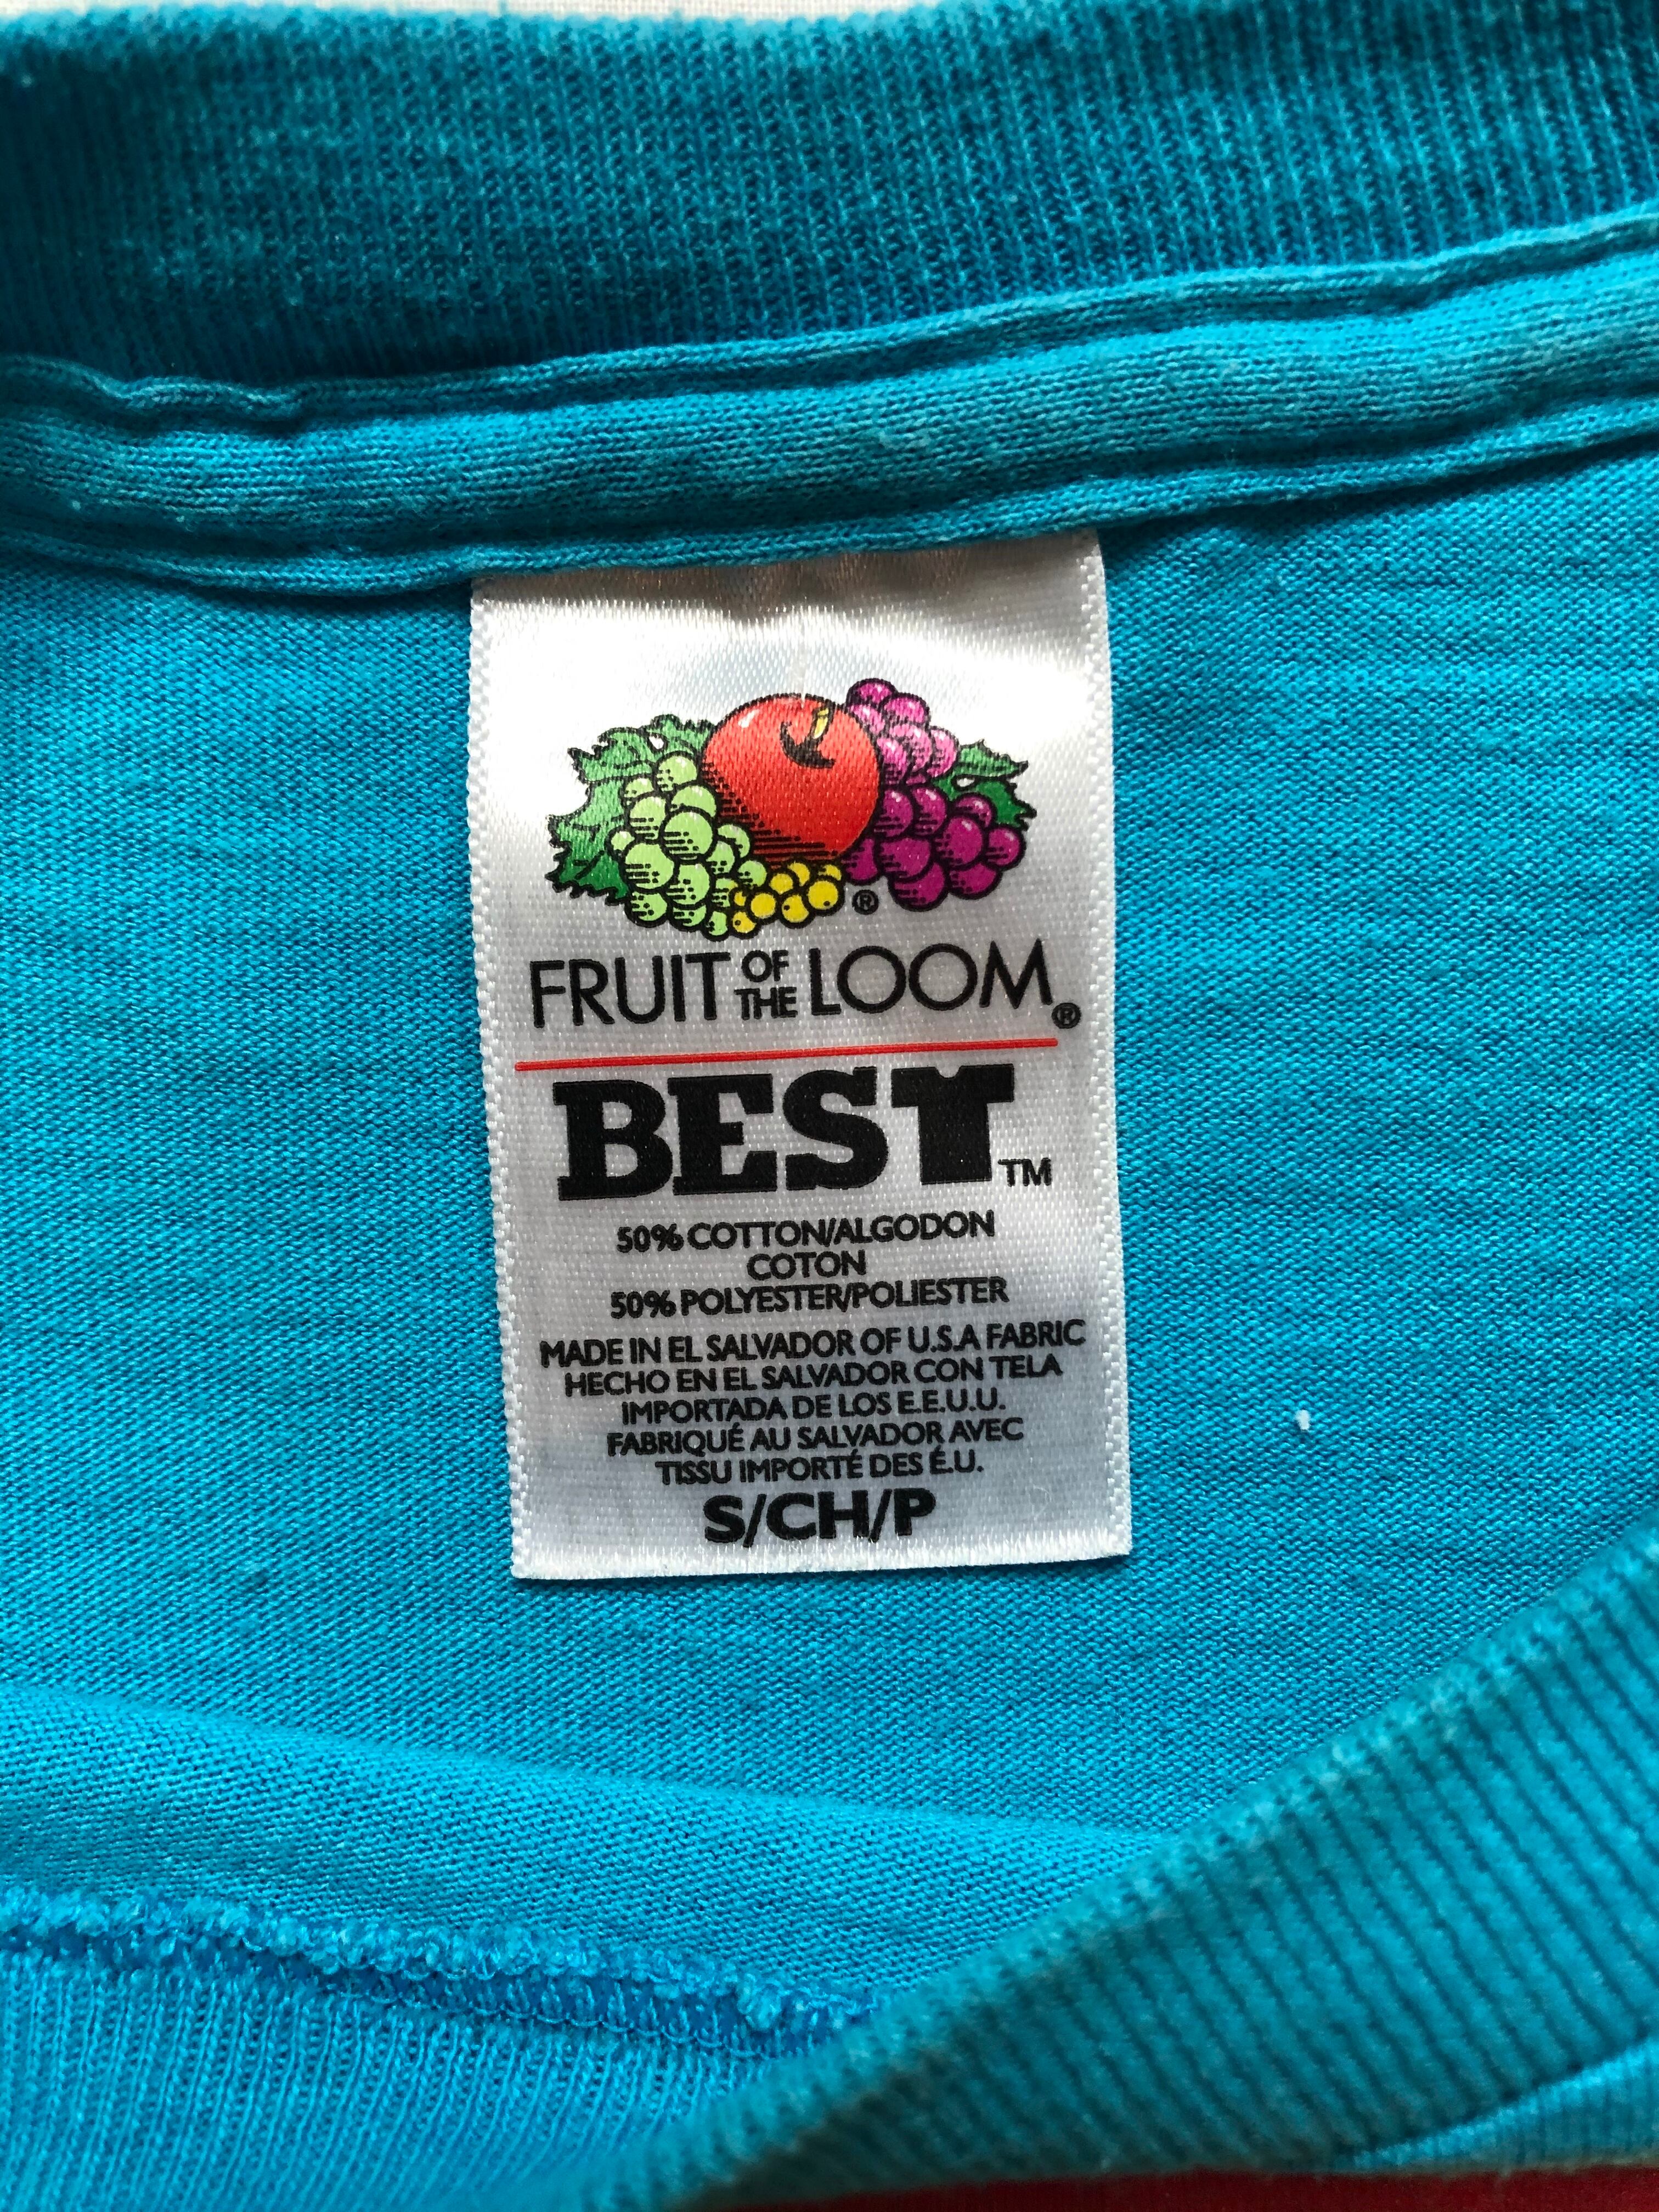 ®
FRUIT OF THE LOOM®
BEST™
50% COTTON/ALGODON
COTON
50% POLYESTER/POLIESTER
MADE IN EL SALVADOR OF U.S.A FABRIC
HECHO EN EL SALVADOR CON TELA
IMPORTADA DE LOS E.E.U.U.
FABRIQUÉ AU SALVADOR AVEC
TISSU IMPORTÉ DES É.U.
S/CH/P